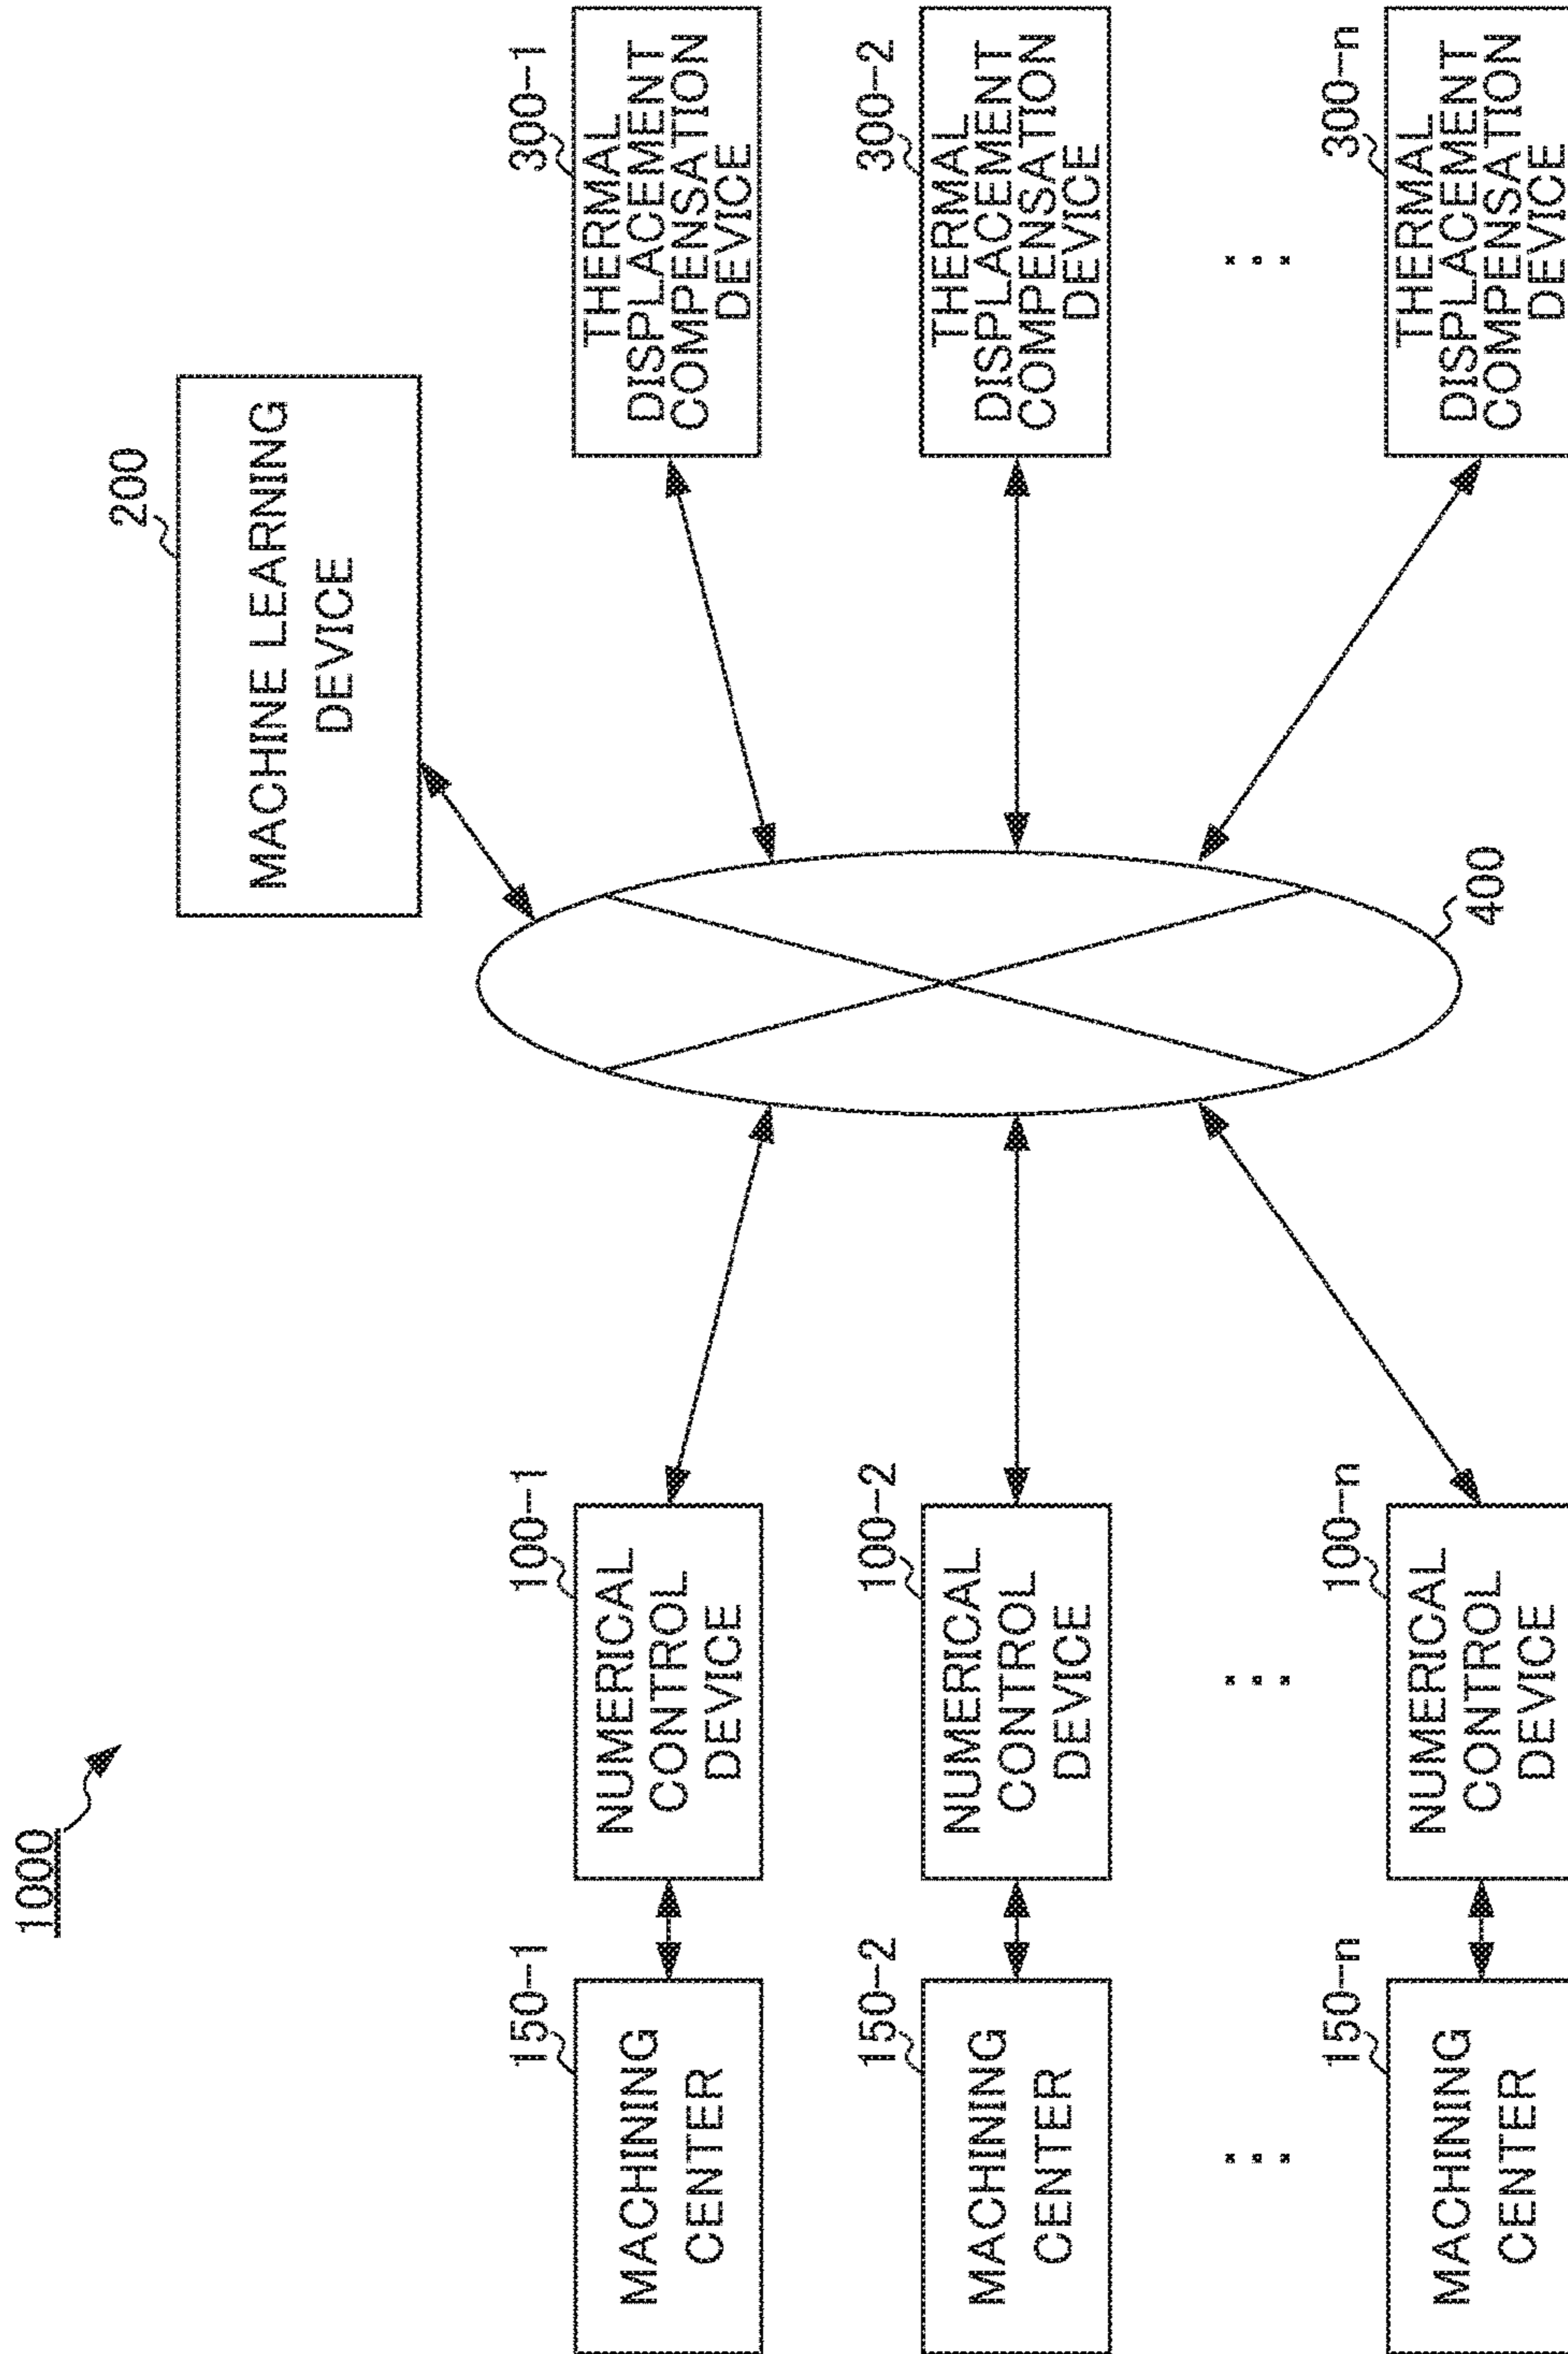 1000
200
MACHINE LEARNING
DEVICE
150-1
MACHINING
CENTER
100-1
NUMERICAL
CONTROL
DEVICE
300-1
THERMAL
DISPLACEMENT
COMPENSATION
DEVICE
150-2
MACHINING
CENTER
100-2
NUMERICAL
CONTROL
DEVICE
300-2
THERMAL
DISPLACEMENT
COMPENSATION
DEVICE
...
...
...
150-n
MACHINING
CENTER
100-n
NUMERICAL
CONTROL
DEVICE
400
300-n
THERMAL
DISPLACEMENT
COMPENSATION
DEVICE